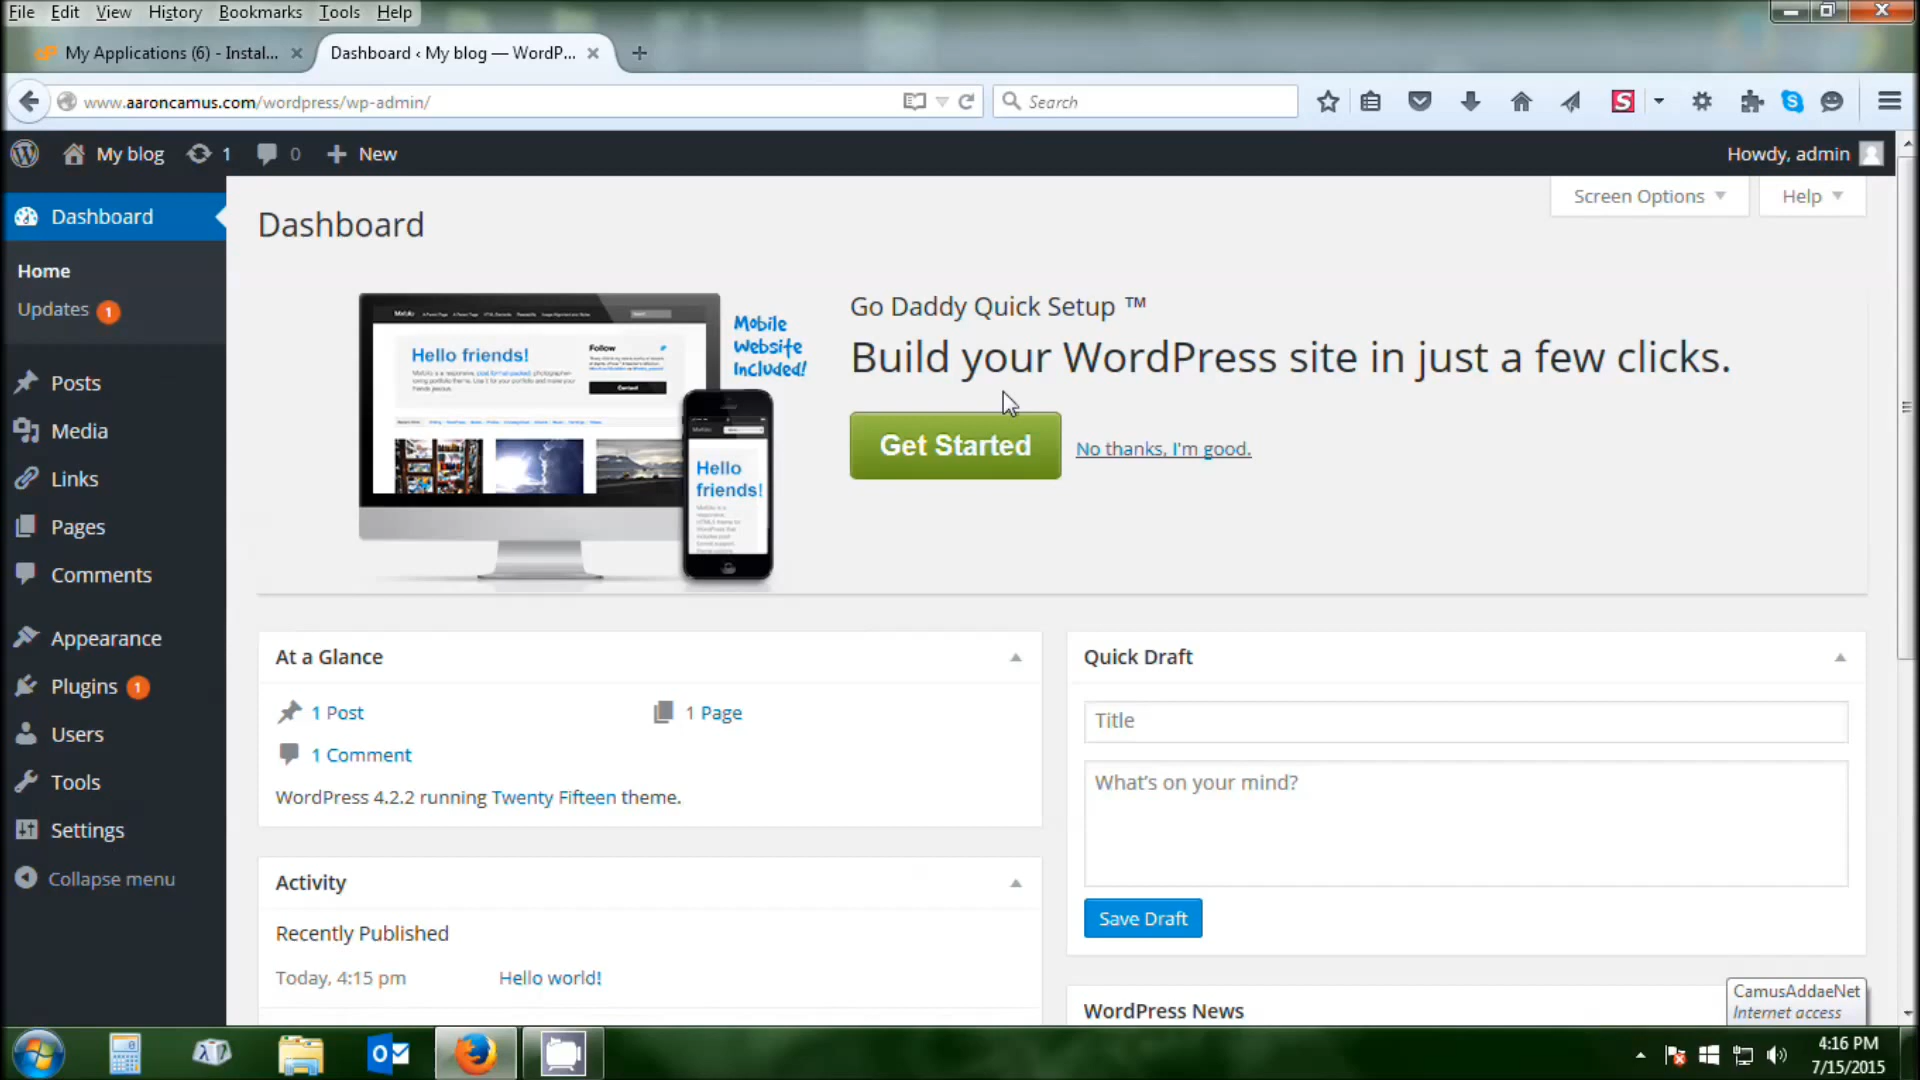 File Edit View History Bookmarks Tools Help
My Applications (6) - Instal...
Dashboard ‹ My blog — WordP...
www.aaroncamus.com/wordpress/wp-admin/
Search
My blog 1 0 New
Howdy, admin
Screen Options
Help
Dashboard
Home
Updates 1
Posts
Media
Links
Pages
Comments
Appearance
Plugins 1
Users
Tools
Settings
Collapse menu
Dashboard
Hello friends!
Follow
Contact
Mobile
Website
Included!
Hello
friends!
Go Daddy Quick Setup ™
Build your WordPress site in just a few clicks.
Get Started
No thanks, I'm good.
At a Glance
1 Post
1 Page
1 Comment
WordPress 4.2.2 running Twenty Fifteen theme.
Activity
Recently Published
Today, 4:15 pm Hello world!
Quick Draft
Title
What's on your mind?
Save Draft
WordPress News
CamusAddaeNet
Internet access
4:16 PM
7/15/2015